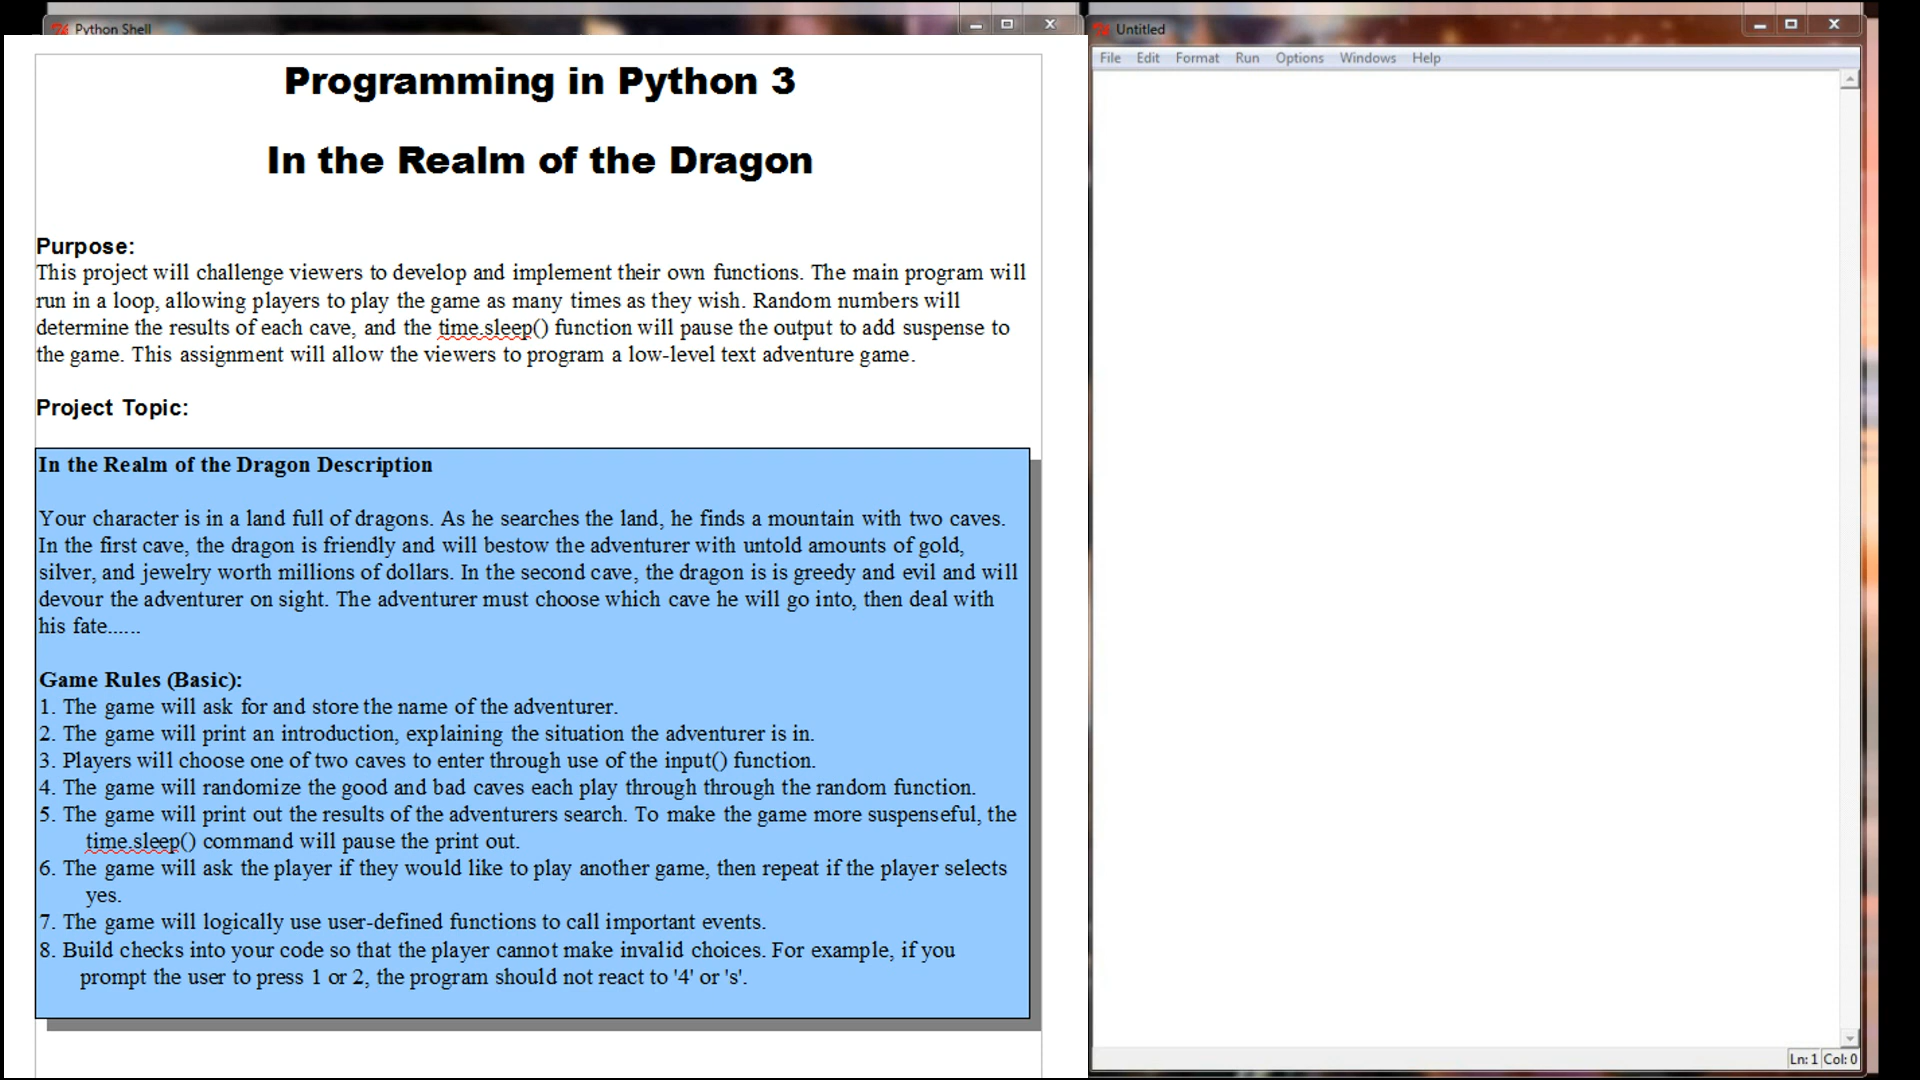 Python Shell
Programming in Python 3
In the Realm of the Dragon
Purpose:
This project will challenge viewers to develop and implement their own functions. The main program will
run in a loop, allowing players to play the game as many times as they wish. Random numbers will
determine the results of each cave, and the time.sleep() function will pause the output to add suspense to
the game. This assignment will allow the viewers to program a low-level text adventure game.
Project Topic:
In the Realm of the Dragon Description
Your character is in a land full of dragons. As he searches the land, he finds a mountain with two caves.
In the first cave, the dragon is friendly and will bestow the adventurer with untold amounts of gold,
silver, and jewelry worth millions of dollars. In the second cave, the dragon is is greedy and evil and will
devour the adventurer on sight. The adventurer must choose which cave he will go into, then deal with
his fate......
Game Rules (Basic):
1. The game will ask for and store the name of the adventurer.
2. The game will print an introduction, explaining the situation the adventurer is in.
3. Players will choose one of two caves to enter through use of the input() function.
4. The game will randomize the good and bad caves each play through through the random function.
5. The game will print out the results of the adventurers search. To make the game more suspenseful, the
time.sleep() command will pause the print out.
6. The game will ask the player if they would like to play another game, then repeat if the player selects
yes.
7. The game will logically use user-defined functions to call important events.
8. Build checks into your code so that the player cannot make invalid choices. For example, if you
prompt the user to press 1 or 2, the program should not react to '4' or 's'.
Untitled
File Edit Format Run Options Windows Help
Ln: 1 Col: 0